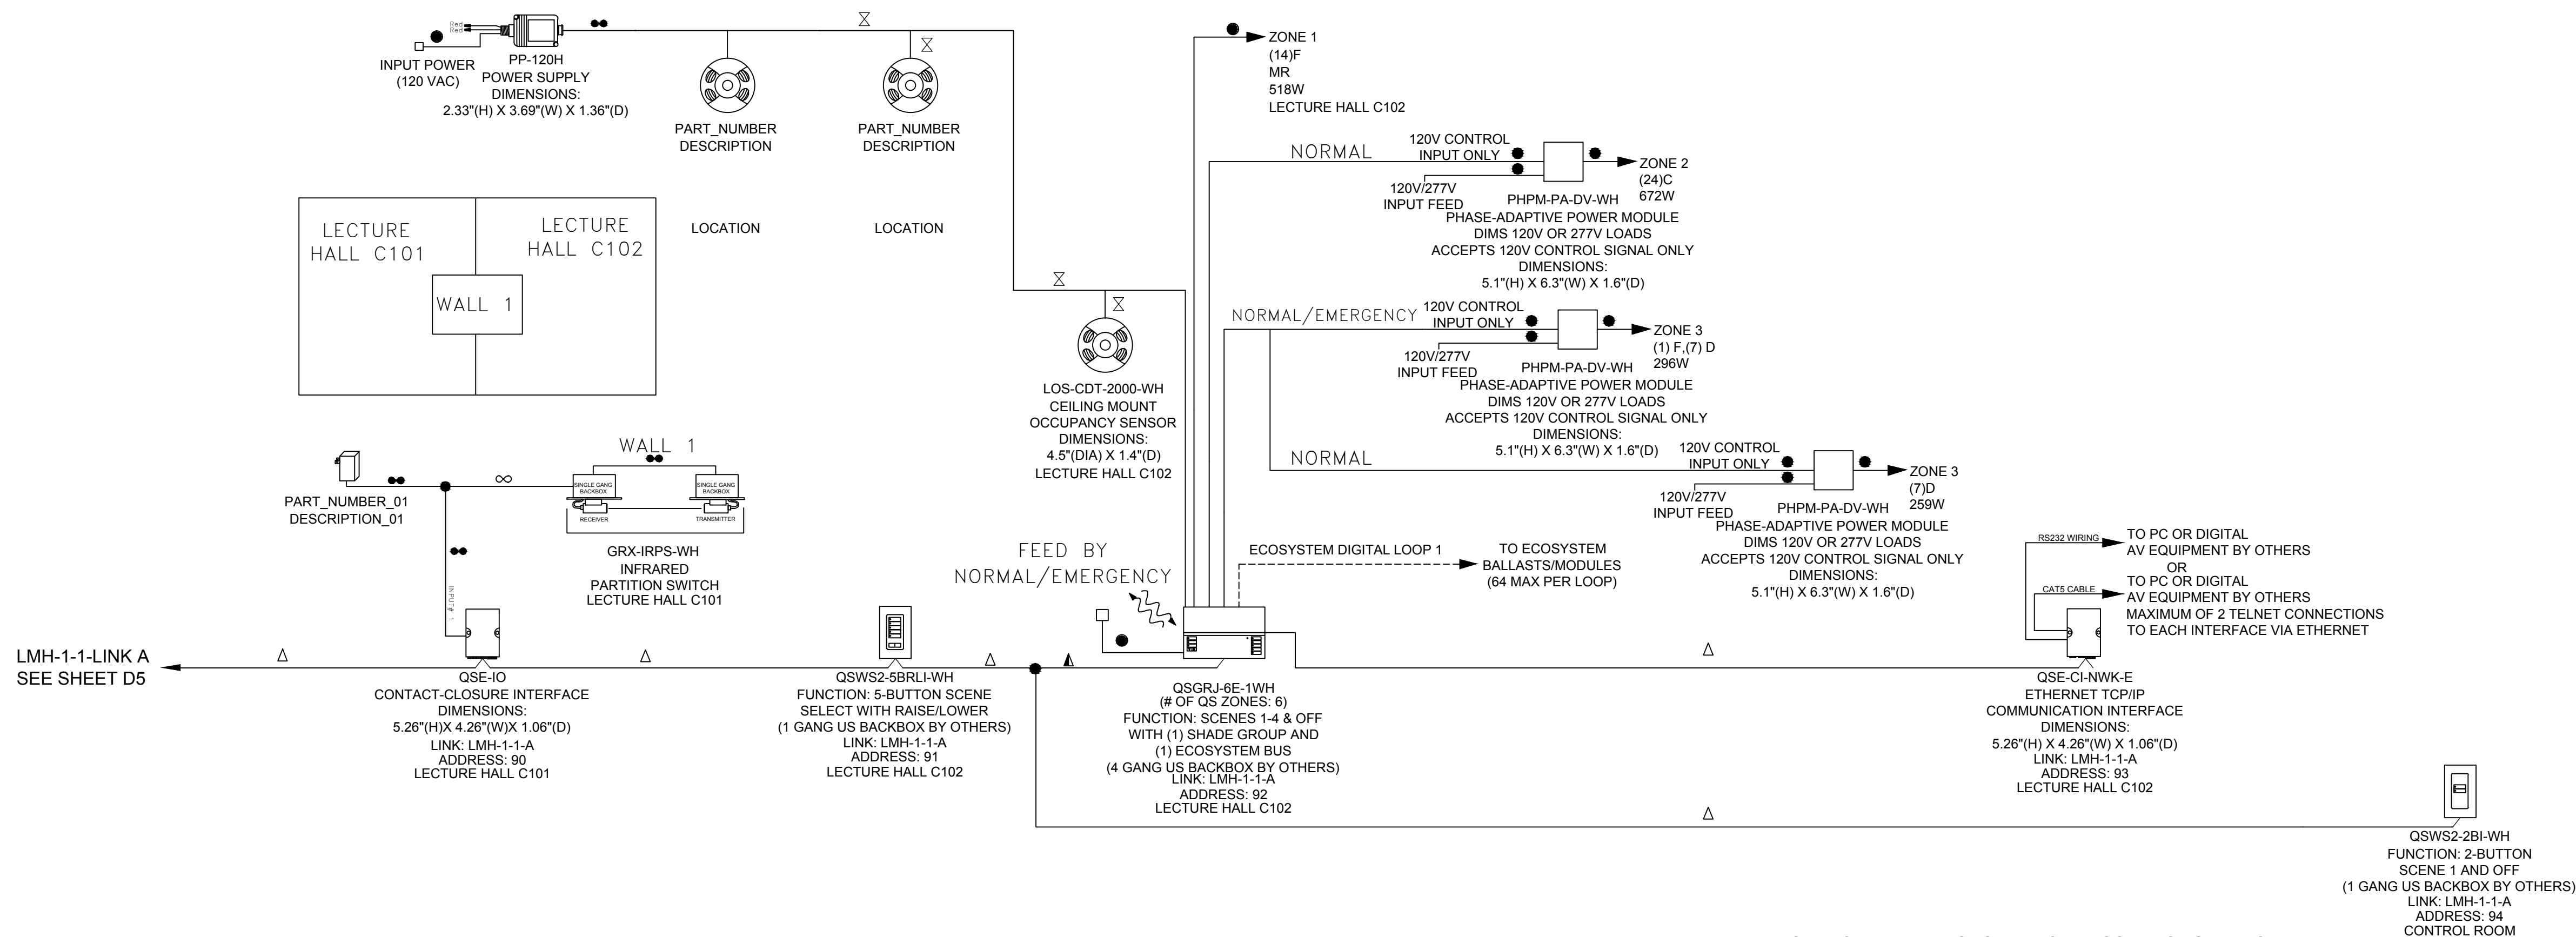 Red
Red
INPUT POWER
(120 VAC)
PP-120H
POWER SUPPLY
DIMENSIONS:
2.33"(H) X 3.69"(W) X 1.36"(D)
PART_NUMBER
DESCRIPTION
LOCATION
PART_NUMBER
DESCRIPTION
LOCATION
ZONE 1
(14)F
MR
518W
LECTURE HALL C102
NORMAL
120V CONTROL
INPUT ONLY
120V/277V
INPUT FEED
ZONE 2
(24)C
672W
PHPM-PA-DV-WH
PHASE-ADAPTIVE POWER MODULE
DIMS 120V OR 277V LOADS
ACCEPTS 120V CONTROL SIGNAL ONLY
DIMENSIONS:
5.1"(H) X 6.3"(W) X 1.6"(D)
LECTURE
HALL C101
LECTURE
HALL C102
WALL 1
NORMAL/EMERGENCY
120V CONTROL
INPUT ONLY
120V/277V
INPUT FEED
ZONE 3
(1) F,(7) D
296W
PHPM-PA-DV-WH
PHASE-ADAPTIVE POWER MODULE
DIMS 120V OR 277V LOADS
ACCEPTS 120V CONTROL SIGNAL ONLY
DIMENSIONS:
5.1"(H) X 6.3"(W) X 1.6"(D)
LOS-CDT-2000-WH
CEILING MOUNT
OCCUPANCY SENSOR
DIMENSIONS:
4.5"(DIA) X 1.4"(D)
LECTURE HALL C102
NORMAL
120V CONTROL
INPUT ONLY
120V/277V
INPUT FEED
ZONE 3
(7)D
259W
PHPM-PA-DV-WH
PHASE-ADAPTIVE POWER MODULE
DIMS 120V OR 277V LOADS
ACCEPTS 120V CONTROL SIGNAL ONLY
DIMENSIONS:
5.1"(H) X 6.3"(W) X 1.6"(D)
PART_NUMBER_01
DESCRIPTION_01
WALL 1
SINGLE GANG
BACKBOX
SINGLE GANG
BACKBOX
RECEIVER
TRANSMITTER
GRX-IRPS-WH
INFRARED
PARTITION SWITCH
LECTURE HALL C101
INPUT# 1
FEED BY
NORMAL/EMERGENCY
ECOSYSTEM DIGITAL LOOP 1
TO ECOSYSTEM
BALLASTS/MODULES
(64 MAX PER LOOP)
RS232 WIRING
TO PC OR DIGITAL
AV EQUIPMENT BY OTHERS
OR
CAT5 CABLE
TO PC OR DIGITAL
AV EQUIPMENT BY OTHERS
MAXIMUM OF 2 TELNET CONNECTIONS
TO EACH INTERFACE VIA ETHERNET
LMH-1-1-LINK A
SEE SHEET D5
QSE-IO
CONTACT-CLOSURE INTERFACE
DIMENSIONS:
5.26"(H)X 4.26"(W)X 1.06"(D)
LINK: LMH-1-1-A
ADDRESS: 90
LECTURE HALL C101
QSWS2-5BRLI-WH
FUNCTION: 5-BUTTON SCENE
SELECT WITH RAISE/LOWER
(1 GANG US BACKBOX BY OTHERS)
LINK: LMH-1-1-A
ADDRESS: 91
LECTURE HALL C102
QSGRJ-6E-1WH
(# OF QS ZONES: 6)
FUNCTION: SCENES 1-4 & OFF
WITH (1) SHADE GROUP AND
(1) ECOSYSTEM BUS
(4 GANG US BACKBOX BY OTHERS)
LINK: LMH-1-1-A
ADDRESS: 92
LECTURE HALL C102
QSE-CI-NWK-E
ETHERNET TCP/IP
COMMUNICATION INTERFACE
DIMENSIONS:
5.26"(H) X 4.26"(W) X 1.06"(D)
LINK: LMH-1-1-A
ADDRESS: 93
LECTURE HALL C102
QSWS2-2BI-WH
FUNCTION: 2-BUTTON
SCENE 1 AND OFF
(1 GANG US BACKBOX BY OTHERS)
LINK: LMH-1-1-A
ADDRESS: 94
CONTROL ROOM